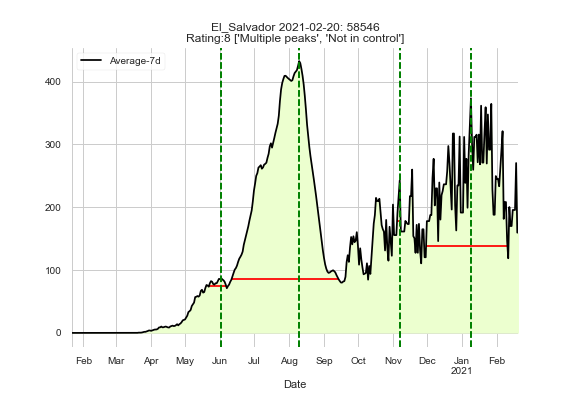 El_Salvador 2021-02-20: 58546
Rating:8 ['Multiple peaks', 'Not in control']
Average-7d
400
300
200
100
0
Feb Mar Apr May Jun Jul Aug Sep Oct Nov Dec Jan Feb
2021
Date